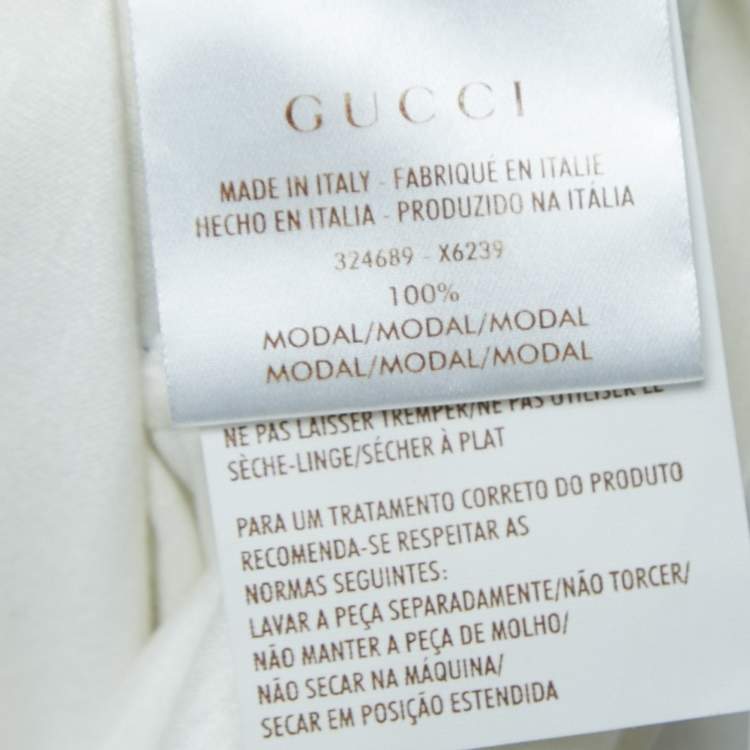 GUCCI
MADE IN ITALY - FABRIQUÉ EN ITALIE
HECHO EN ITALIA - PRODUZIDO NA ITÁLIA
324689 - X6239
100%
MODAL/MODAL/MODAL
MODAL/MODAL/MODAL
NE PAS LAISSER TREMPER/NE PAS UTILISER LE
SÈCHE-LINGE/SÉCHER À PLAT
PARA UM TRATAMENTO CORRETO DO PRODUTO
RECOMENDA-SE RESPEITAR AS
NORMAS SEGUINTES:
LAVAR A PEÇA SEPARADAMENTE/NÃO TORCER/
NÃO MANTER A PEÇA DE MOLHO/
NÃO SECAR NA MÁQUINA/
SECAR EM POSIÇÃO ESTENDIDA